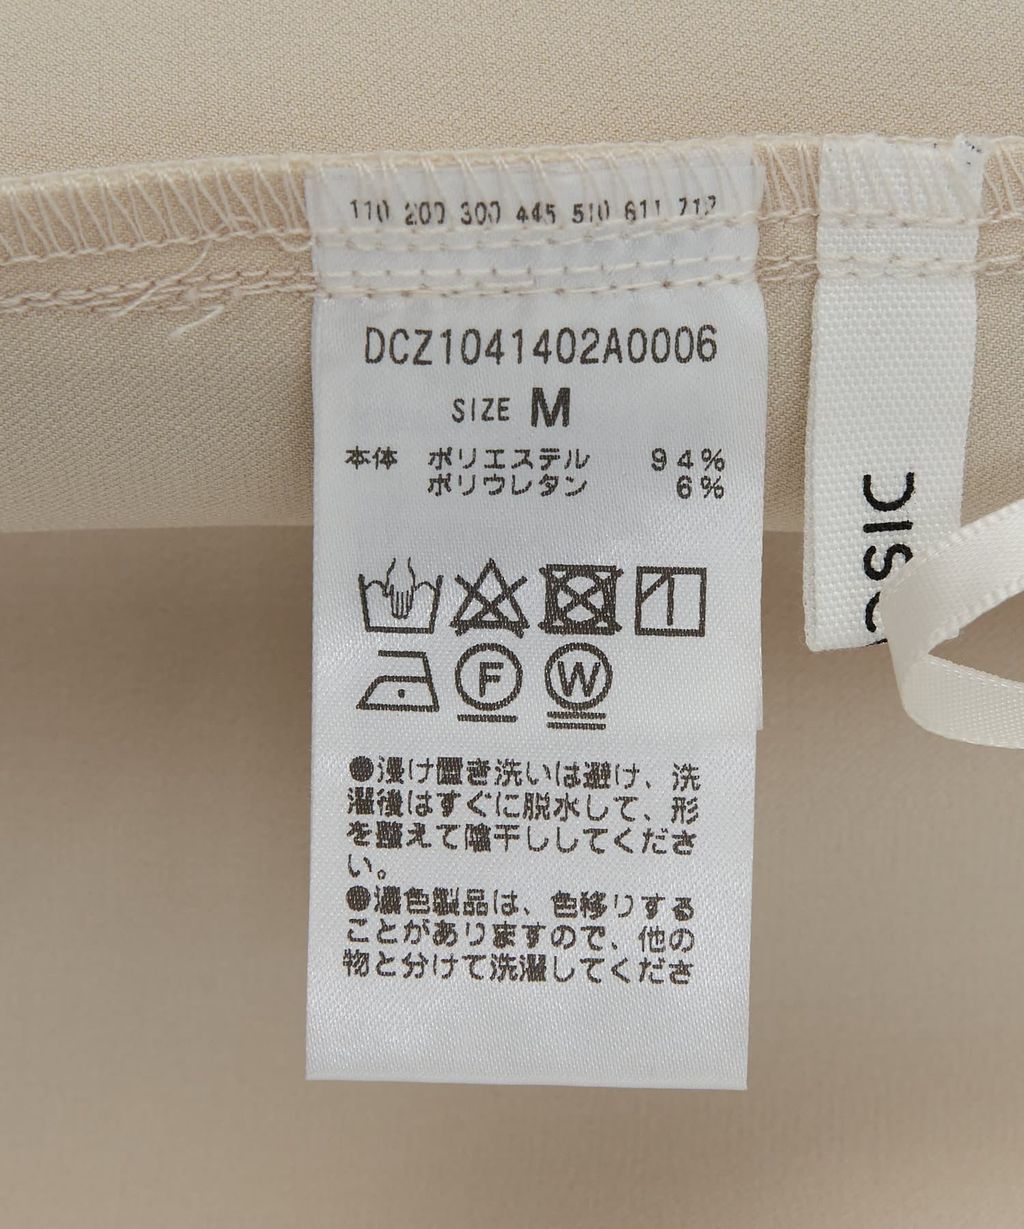 110 200 300 445 510 611 717
DCZ1041402A0006
SIZE M
本体 ポリエステル 94%
ポリウレタン 6%
F W
●浸け置き洗いは避け、洗
濯後はすぐに脱水して、形
を整えて陰干ししてくださ
い。
●濃色製品は、色移りする
ことがありますので、他の
物と分けて洗濯してくださ